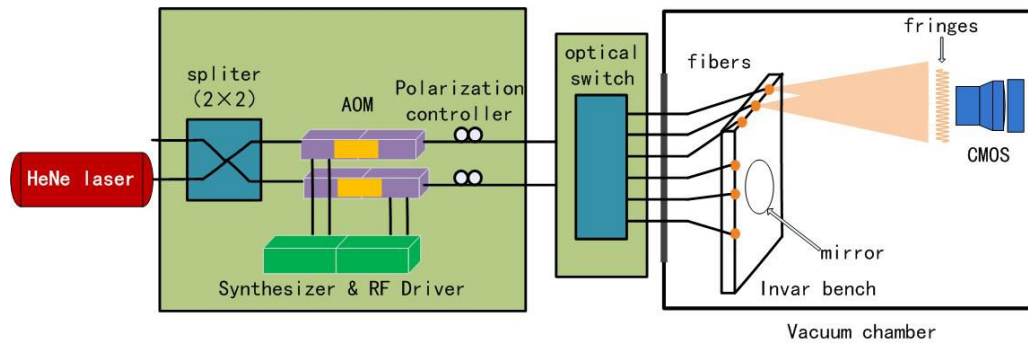 HeNe laser
spliter
(2×2)
AOM
Polarization
controller
Synthesizer & RF Driver
optical
switch
fibers
fringes
CMOS
mirror
Invar bench
Vacuum chamber